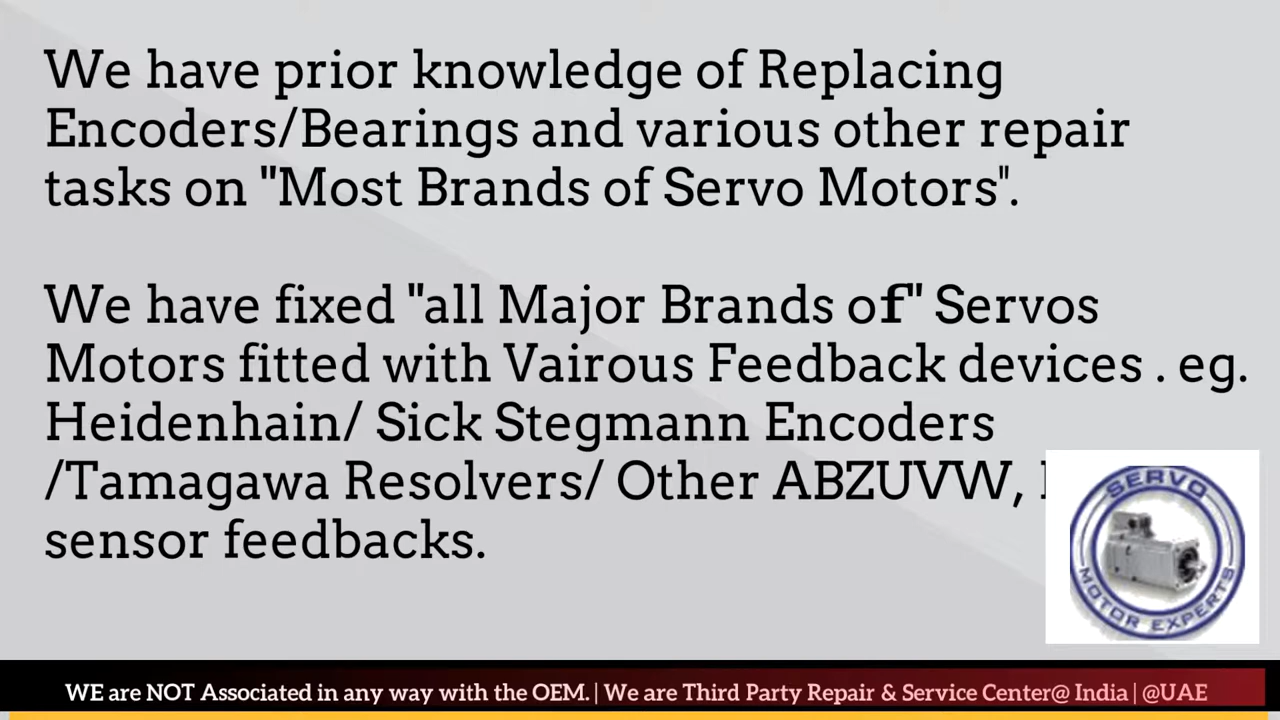 We have prior knowledge of Replacing
Encoders/Bearings and various other repair
tasks on "Most Brands of Servo Motors".
We have fixed "all Major Brands of" Servos
Motors fitted with Vairous Feedback devices . eg.
Heidenhain/ Sick Stegmann Encoders
/Tamagawa Resolvers/ Other ABZUVW,
sensor feedbacks.
SERVO
MOTOR EXPERTS
WE are NOT Associated in any way with the OEM. | We are Third Party Repair & Service Center@ India | @UAE